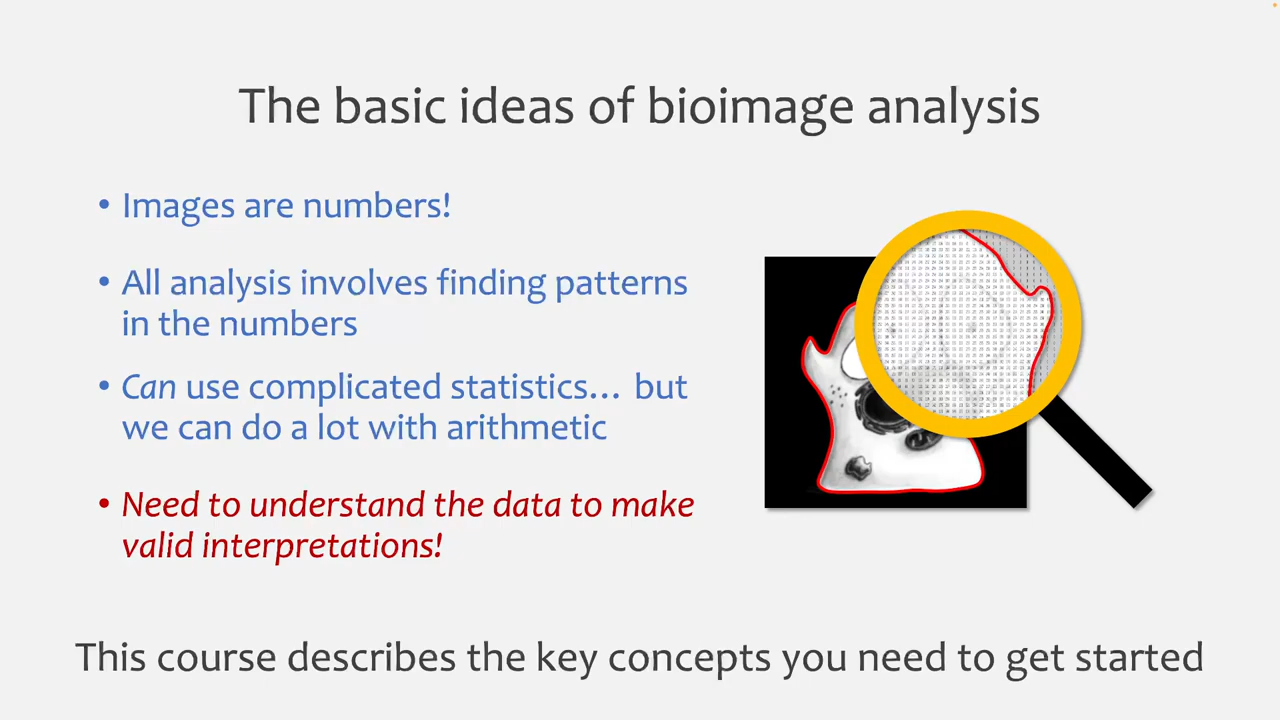 The basic ideas of bioimage analysis
• Images are numbers!
• All analysis involves finding patterns
in the numbers
• Can use complicated statistics… but
we can do a lot with arithmetic
• Need to understand the data to make
valid interpretations!
This course describes the key concepts you need to get started